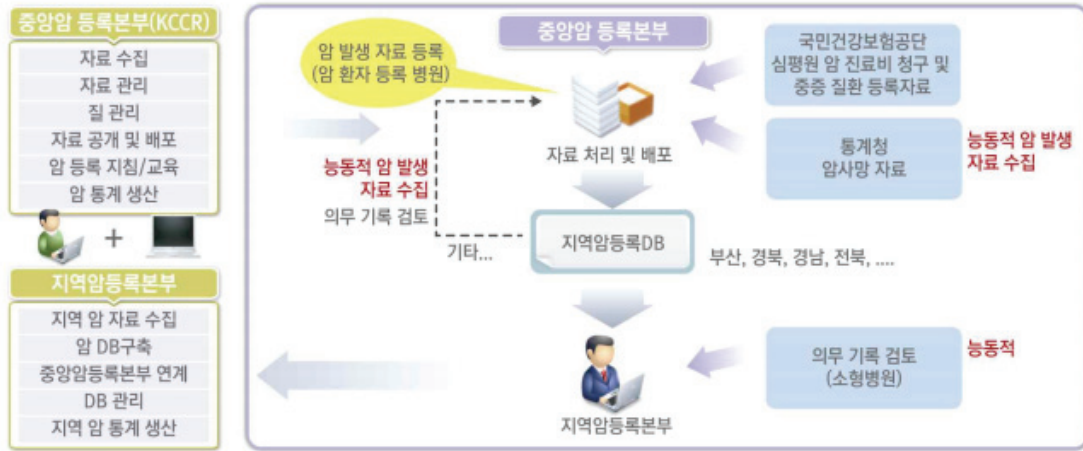 중앙암 등록본부(KCCR)
자료 수집
자료 관리
질 관리
자료 공개 및 배포
암 등록 지침/교육
암 통계 생산
+
지역암등록본부
지역 암 자료 수집
암 DB구축
중앙암등록본부 연계
DB 관리
지역 암 통계 생산
중앙암 등록본부
암 발생 자료 등록
(암 환자 등록 병원)
자료 처리 및 배포
국민건강보험공단
심평원 암 진료비 청구 및
중증 질환 등록자료
통계청
암사망 자료
능동적 암 발생
자료 수집
능동적 암 발생
자료 수집
의무 기록 검토
기타...
지역암등록DB
부산, 경북, 경남, 전북, ....
의무 기록 검토
(소형병원)
능동적
지역암등록본부